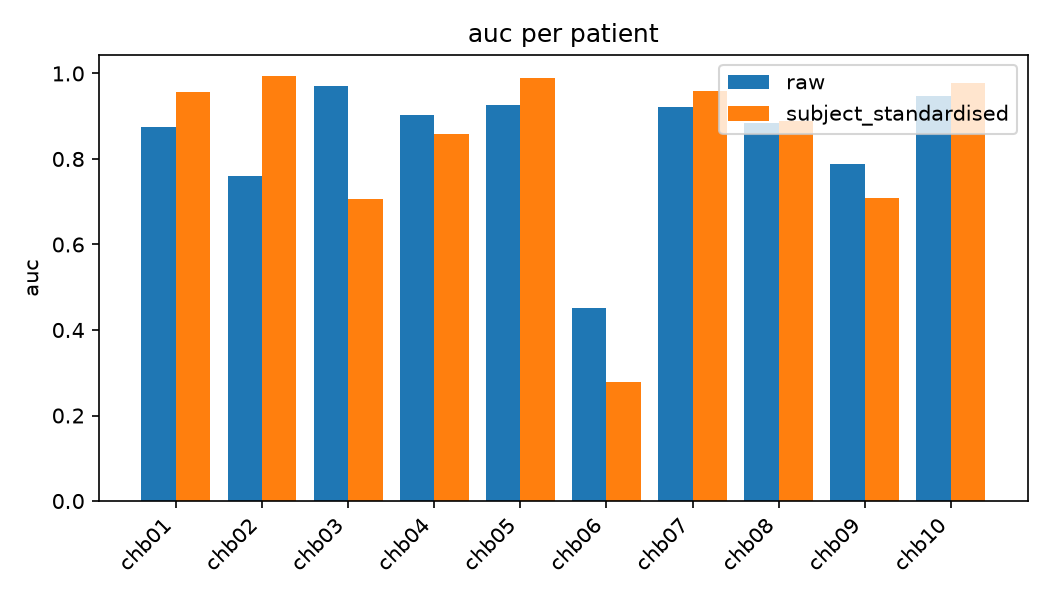 auc per patient
raw
subject_standardised
1.0
0.8
0.6
0.4
0.2
0.0
auc
chb01
chb02
chb03
chb04
chb05
chb06
chb07
chb08
chb09
chb10